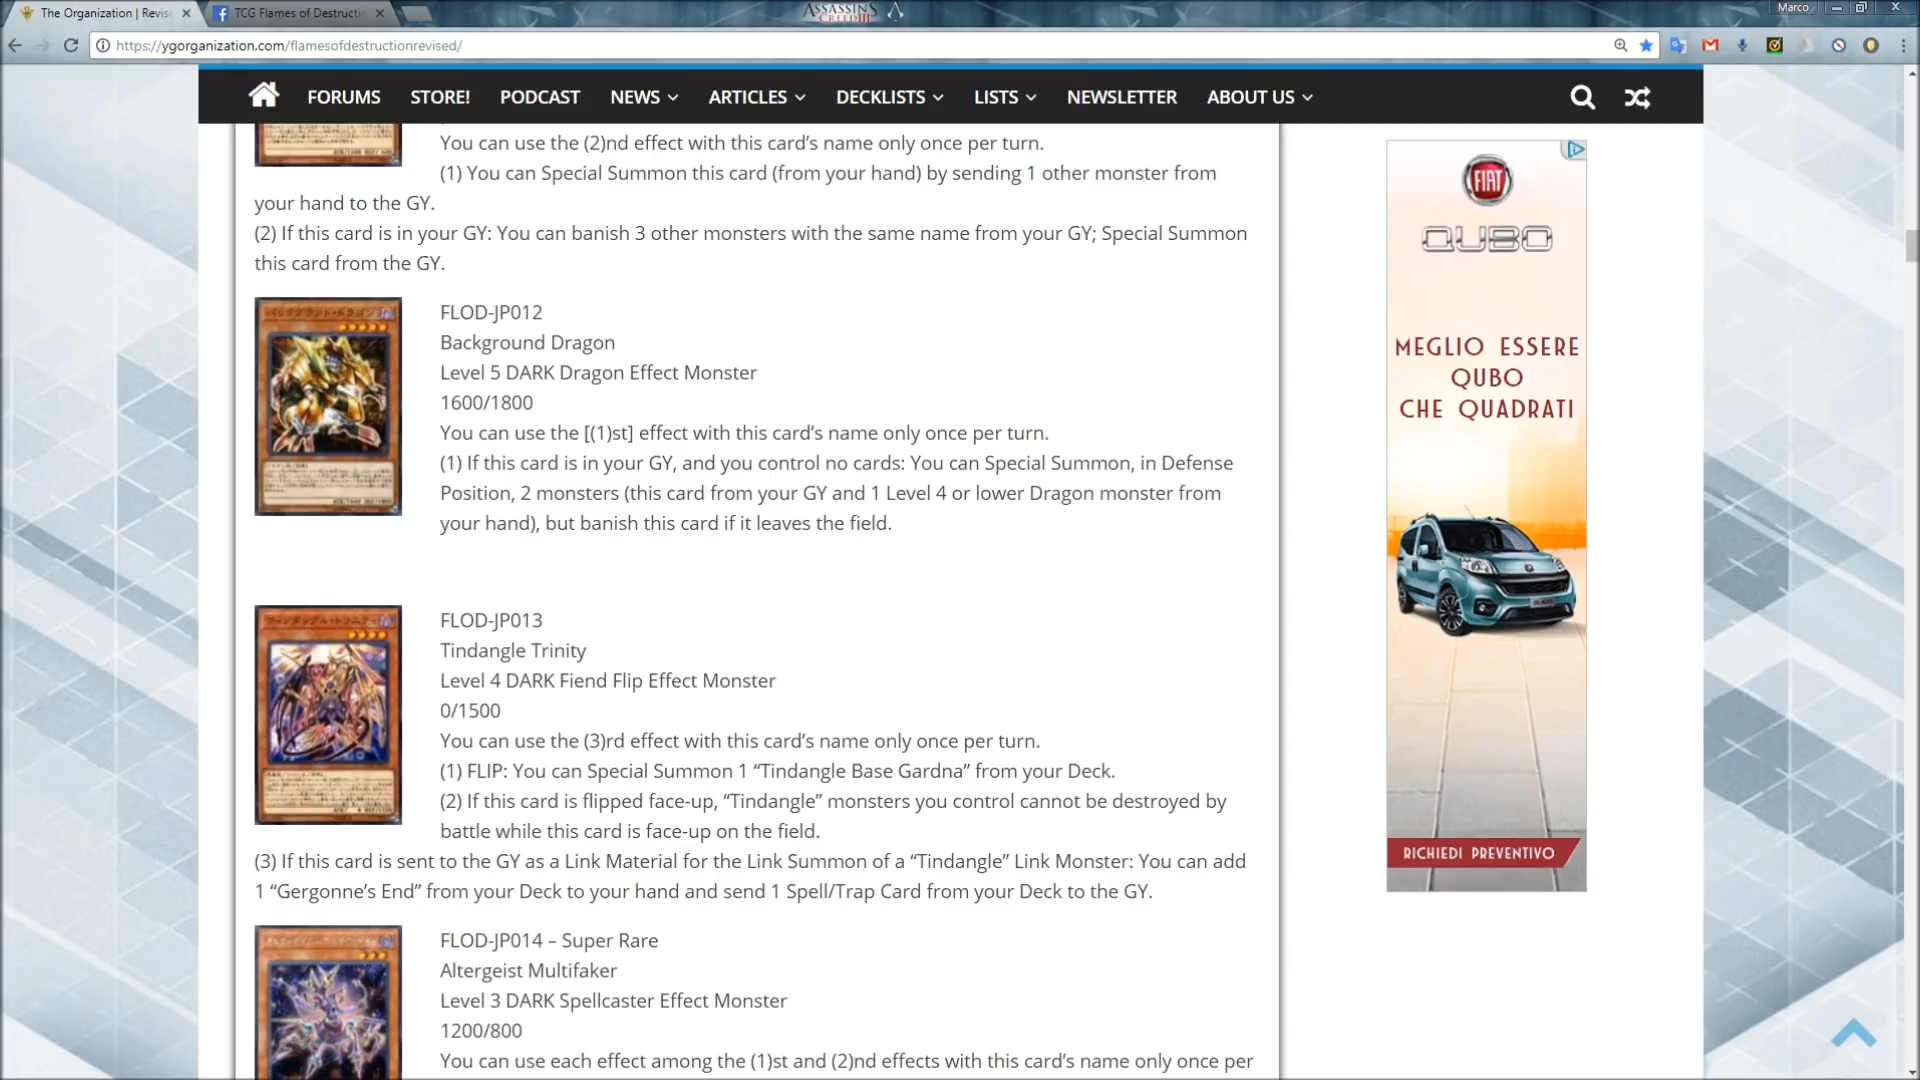 The Organization | Revis
TCG Flames of Destructi
ASSASSINS
CREED III
Marco
https://ygorganization.com/flamesofdestructionrevised/
FORUMS STORE! PODCAST NEWS ARTICLES DECKLISTS LISTS NEWSLETTER ABOUT US
You can use the (2)nd effect with this card’s name only once per turn.
(1) You can Special Summon this card (from your hand) by sending 1 other monster from
your hand to the GY.
(2) If this card is in your GY: You can banish 3 other monsters with the same name from your GY; Special Summon
this card from the GY.
FLOD-JP012
Background Dragon
Level 5 DARK Dragon Effect Monster
1600/1800
You can use the [(1)st] effect with this card’s name only once per turn.
(1) If this card is in your GY, and you control no cards: You can Special Summon, in Defense
Position, 2 monsters (this card from your GY and 1 Level 4 or lower Dragon monster from
your hand), but banish this card if it leaves the field.
FLOD-JP013
Tindangle Trinity
Level 4 DARK Fiend Flip Effect Monster
0/1500
You can use the (3)rd effect with this card’s name only once per turn.
(1) FLIP: You can Special Summon 1 “Tindangle Base Gardna” from your Deck.
(2) If this card is flipped face-up, “Tindangle” monsters you control cannot be destroyed by
battle while this card is face-up on the field.
(3) If this card is sent to the GY as a Link Material for the Link Summon of a “Tindangle” Link Monster: You can add
1 “Gergonne’s End” from your Deck to your hand and send 1 Spell/Trap Card from your Deck to the GY.
FLOD-JP014 – Super Rare
Altergeist Multifaker
Level 3 DARK Spellcaster Effect Monster
1200/800
You can use each effect among the (1)st and (2)nd effects with this card’s name only once per
FIAT
QUBO
MEGLIO ESSERE
QUBO
CHE QUADRATI
RICHIEDI PREVENTIVO